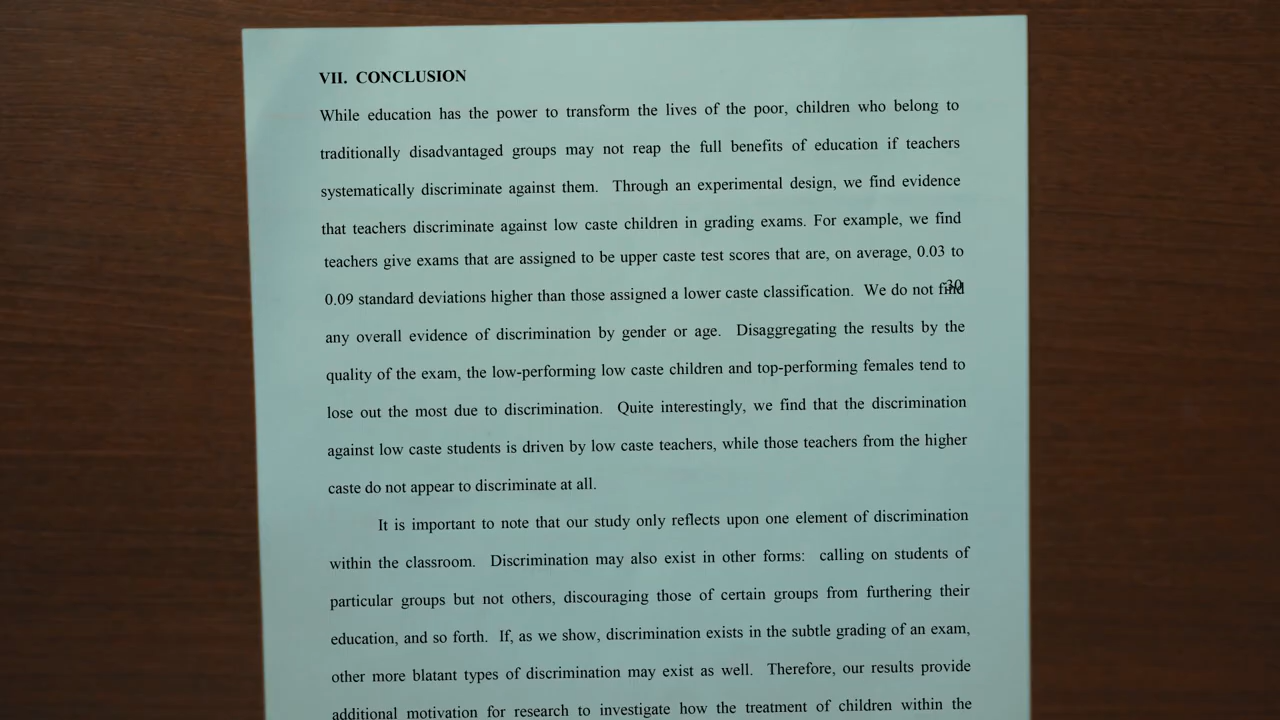 VII. CONCLUSION
While education has the power to transform the lives of the poor, children who belong to
traditionally disadvantaged groups may not reap the full benefits of education if teachers
systematically discriminate against them. Through an experimental design, we find evidence
that teachers discriminate against low caste children in grading exams. For example, we find
teachers give exams that are assigned to be upper caste test scores that are, on average, 0.03 to
30
0.09 standard deviations higher than those assigned a lower caste classification. We do not find
any overall evidence of discrimination by gender or age. Disaggregating the results by the
quality of the exam, the low-performing low caste children and top-performing females tend to
lose out the most due to discrimination. Quite interestingly, we find that the discrimination
against low caste students is driven by low caste teachers, while those teachers from the higher
caste do not appear to discriminate at all.
It is important to note that our study only reflects upon one element of discrimination
within the classroom. Discrimination may also exist in other forms: calling on students of
particular groups but not others, discouraging those of certain groups from furthering their
education, and so forth. If, as we show, discrimination exists in the subtle grading of an exam,
other more blatant types of discrimination may exist as well. Therefore, our results provide
additional motivation for research to investigate how the treatment of children within the